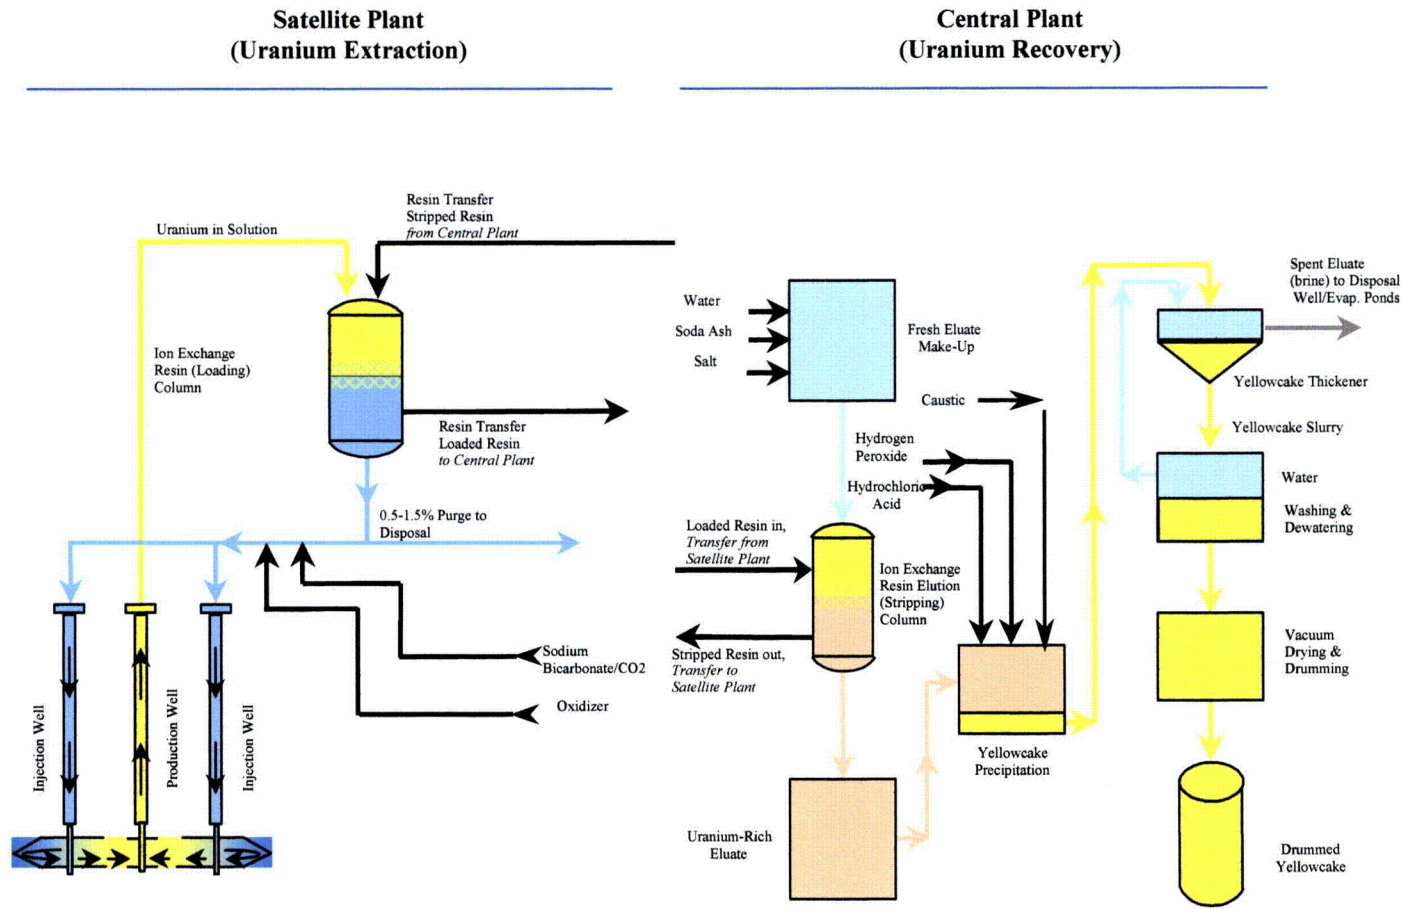 Satellite Plant
(Uranium Extraction)
Central Plant
(Uranium Recovery)
Resin Transfer
Stripped Resin
from Central Plant
Uranium in Solution
Ion Exchange
Resin (Loading)
Column
Resin Transfer
Loaded Resin
to Central Plant
0.5-1.5% Purge to
Disposal
Sodium
Bicarbonate/CO2
Oxidizer
Injection Well
Production Well
Injection Well
Water
Soda Ash
Salt
Fresh Eluate
Make-Up
Caustic
Hydrogen
Peroxide
Hydrochloric
Acid
Loaded Resin in,
Transfer from
Satellite Plant
Ion Exchange
Resin Elution
(Stripping)
Column
Stripped Resin out,
Transfer to
Satellite Plant
Uranium-Rich
Eluate
Yellowcake
Precipitation
Spent Eluate
(brine) to Disposal
Well/Evap. Ponds
Yellowcake Thickener
Yellowcake Slurry
Water
Washing &
Dewatering
Vacuum
Drying &
Drumming
Drummed
Yellowcake